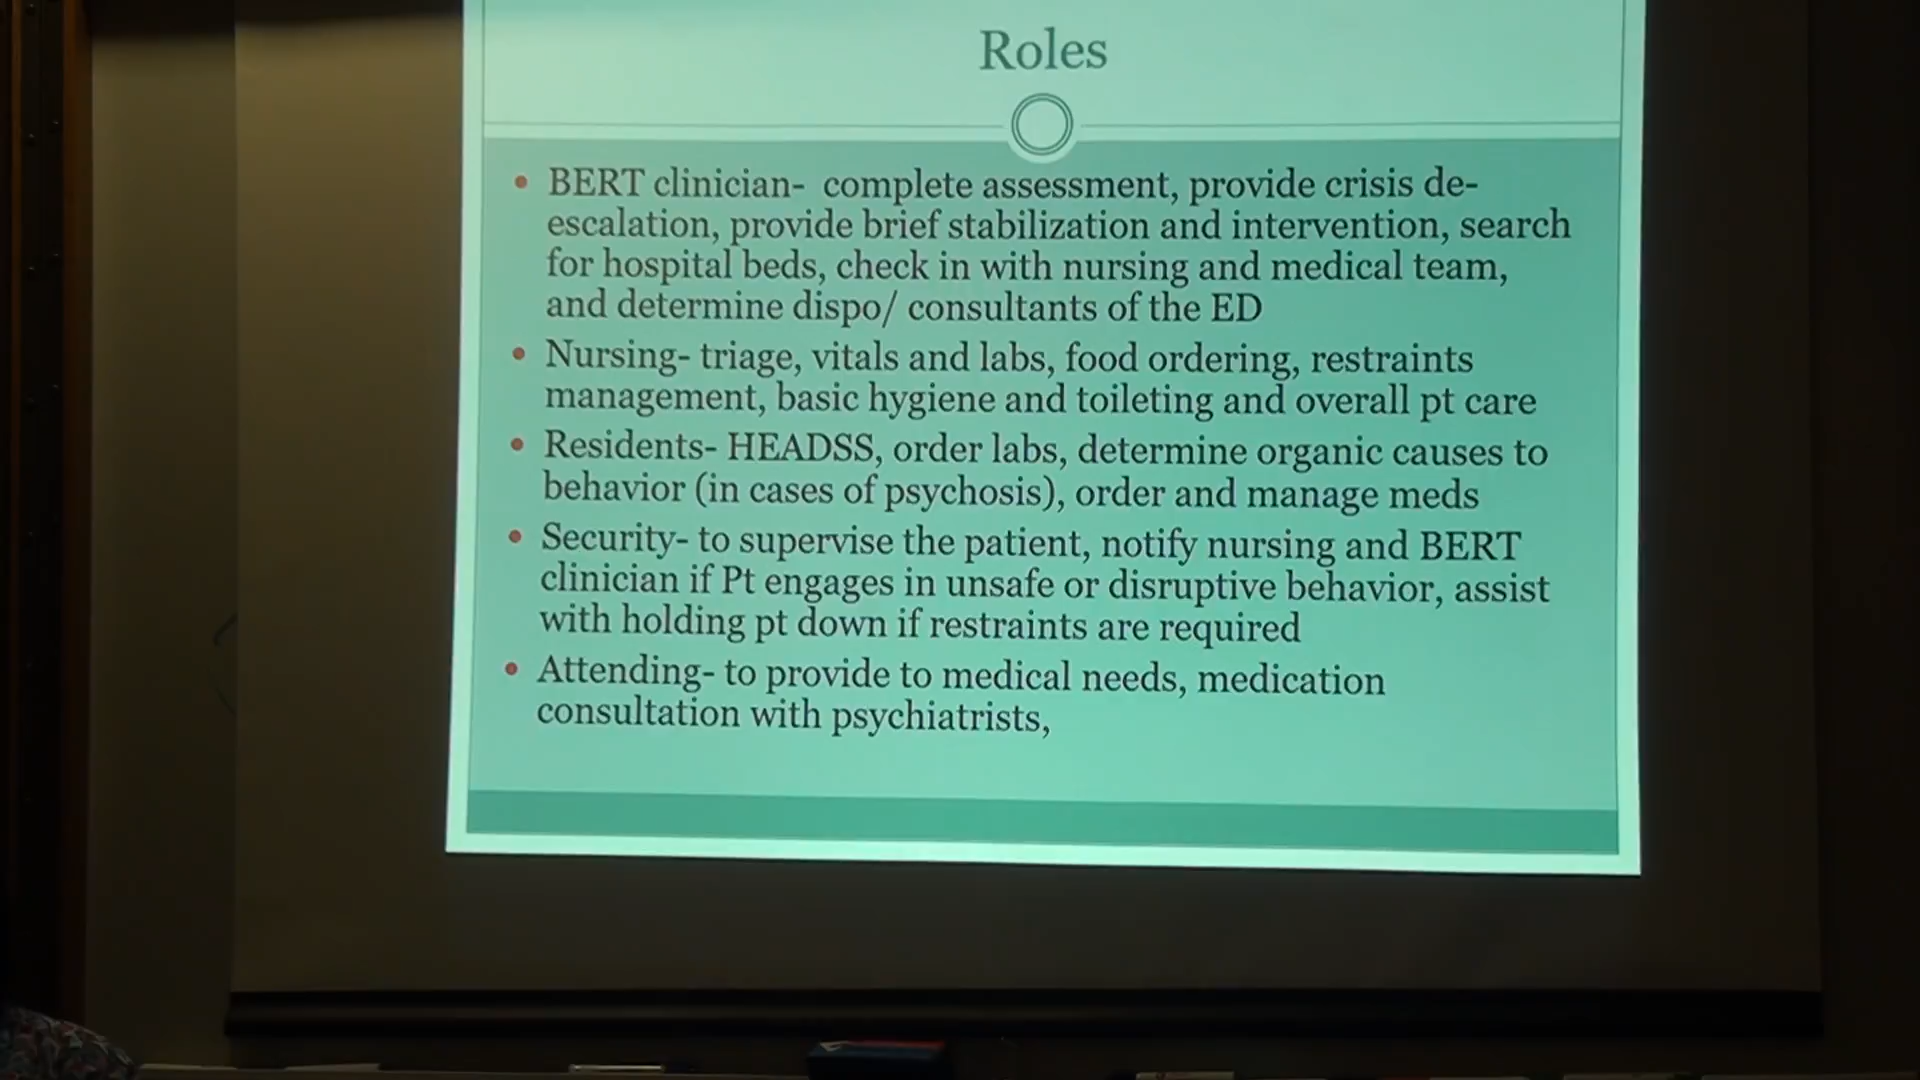 Roles
• BERT clinician-  complete assessment, provide crisis de-
escalation, provide brief stabilization and intervention, search
for hospital beds, check in with nursing and medical team,
and determine dispo/ consultants of the ED
• Nursing- triage, vitals and labs, food ordering, restraints
management, basic hygiene and toileting and overall pt care
• Residents- HEADSS, order labs, determine organic causes to
behavior (in cases of psychosis), order and manage meds
• Security- to supervise the patient, notify nursing and BERT
clinician if Pt engages in unsafe or disruptive behavior, assist
with holding pt down if restraints are required
• Attending- to provide to medical needs, medication
consultation with psychiatrists,